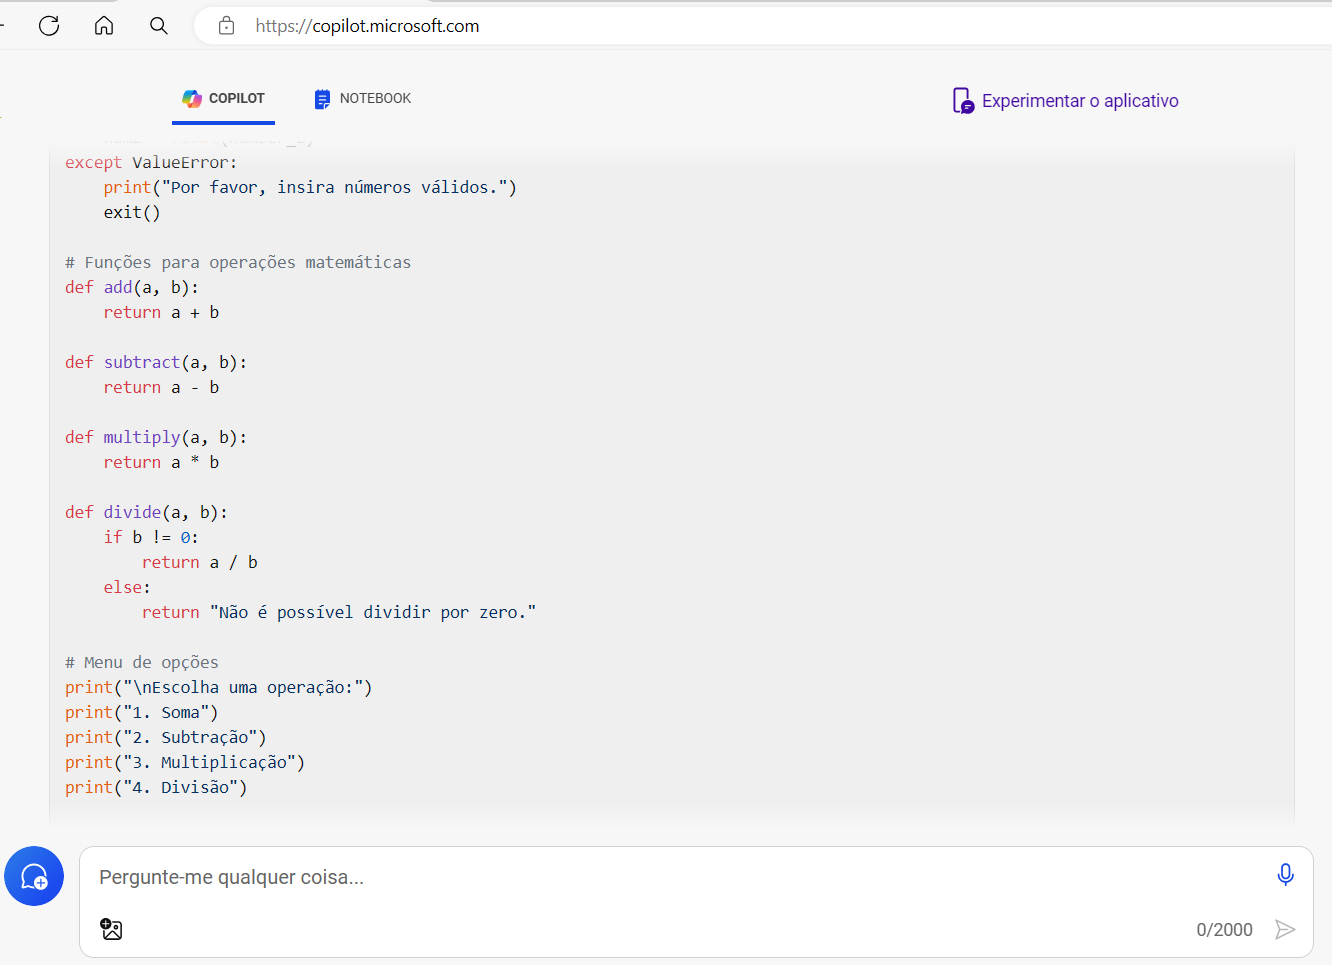 https://copilot.microsoft.com
COPILOT
NOTEBOOK
Experimentar o aplicativo
except ValueError:
    print("Por favor, insira números válidos.")
    exit()
# Funções para operações matemáticas
def add(a, b):
    return a + b
def subtract(a, b):
    return a - b
def multiply(a, b):
    return a * b
def divide(a, b):
    if b != 0:
        return a / b
    else:
        return "Não é possível dividir por zero."
# Menu de opções
print("\nEscolha uma operação:")
print("1. Soma")
print("2. Subtração")
print("3. Multiplicação")
print("4. Divisão")
Pergunte-me qualquer coisa...
0/2000